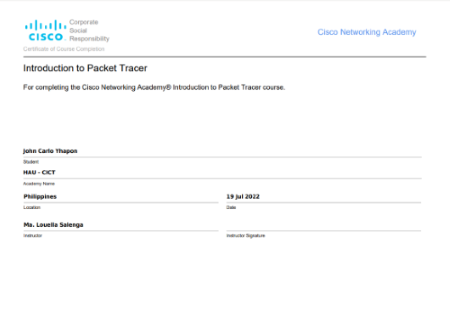 CISCO
Corporate
Social
Responsibility
Cisco Networking Academy
Certificate of Course Completion
Introduction to Packet Tracer
For completing the Cisco Networking Academy® Introduction to Packet Tracer course.
John Carlo Yhapon
Student
HAU - CICT
Academy Name
Philippines
19 Jul 2022
Location
Date
Ms. Louella Salenga
Instructor
Instructor Signature